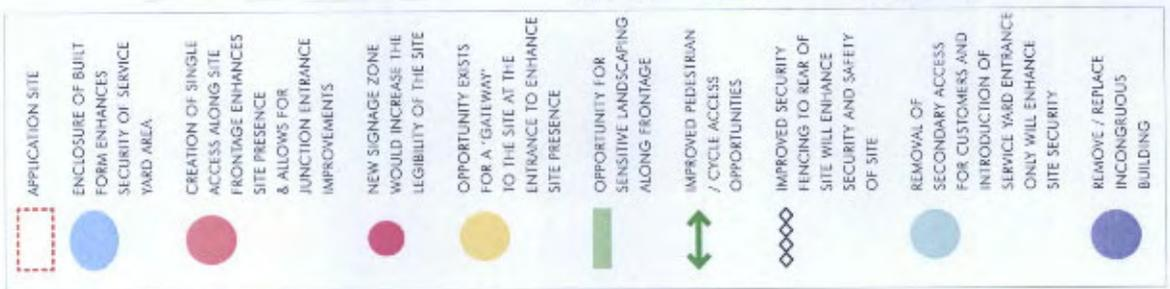 APPLICATION SITE
ENCLOSURE OF BUILT
FORM ENHANCES
SECURITY OF SERVICE
YARD AREA
CREATION OF SINGLE
ACCESS ALONG SITE
FRONTAGE ENHANCES
SITE PRESENCE
& ALLOWS FOR
JUNCTION ENTRANCE
IMPROVEMENTS
NEW SIGNAGE ZONE
WOULD INCREASE THE
LEGIBILITY OF THE SITE
OPPORTUNITY EXISTS
FOR A 'GATEWAY'
TO THE SITE AT THE
ENTRANCE TO ENHANCE
SITE PRESENCE
OPPORTUNITY FOR
SENSITIVE LANDSCAPING
ALONG FRONTAGE
IMPROVED PEDESTRIAN
/ CYCLE ACCESS
OPPORTUNITIES
IMPROVED SECURITY
FENCING TO REAR OF
SITE WILL ENHANCE
SECURITY AND SAFETY
OF SITE
REMOVAL OF
SECONDARY ACCESS
FOR CUSTOMERS AND
INTRODUCTION OF
SERVICE YARD ENTRANCE
ONLY WILL ENHANCE
SITE SECURITY
REMOVE / REPLACE
INCONGRUOUS
BUILDING